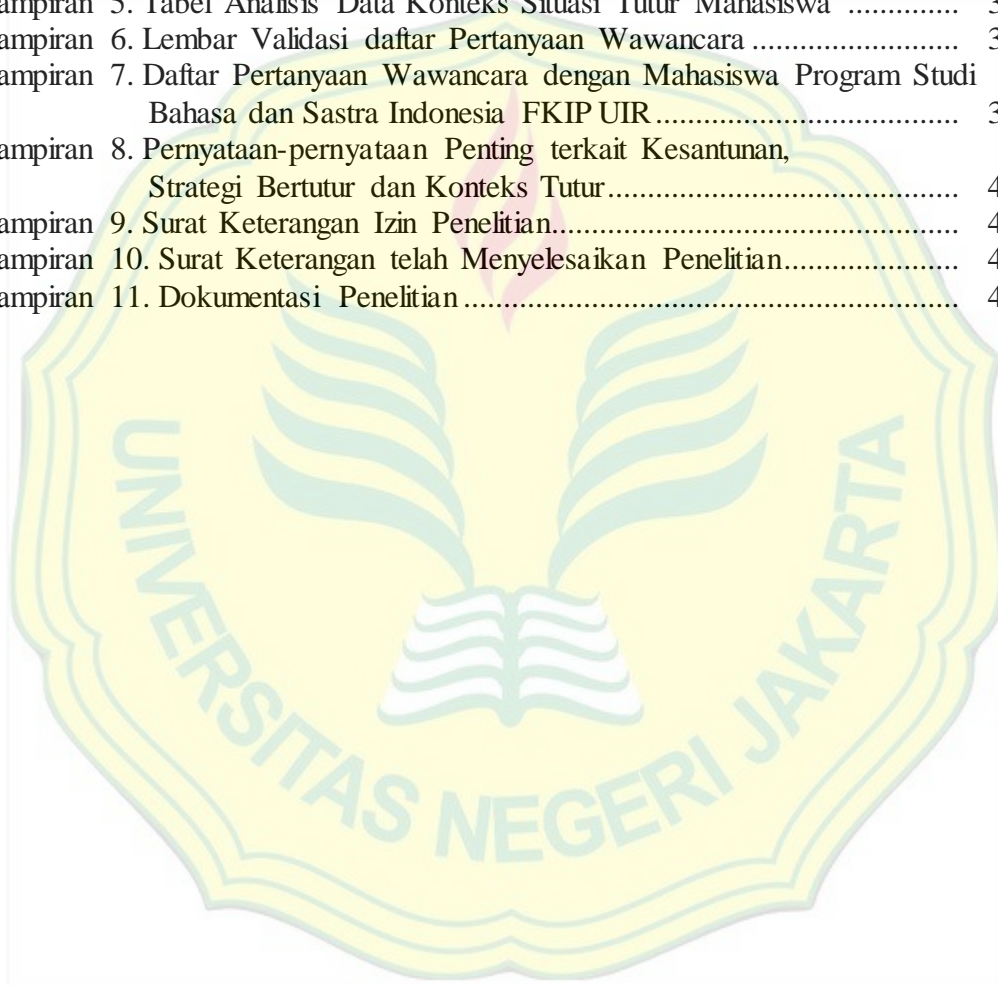 ampiran 5. Tabel Analisis Data Konteks Situasi Tutur Mahasiswa .............. 3
ampiran 6. Lembar Validasi daftar Pertanyaan Wawancara ........................ 3
ampiran 7. Daftar Pertanyaan Wawancara dengan Mahasiswa Program Studi
Bahasa dan Sastra Indonesia FKIP UIR ................................... 3
ampiran 8. Pernyataan-pernyataan Penting terkait Kesantunan,
Strategi Bertutur dan Konteks Tutur ......................................... 4
ampiran 9. Surat Keterangan Izin Penelitian............................................... 4
ampiran 10. Surat Keterangan telah Menyelesaikan Penelitian.................... 4
ampiran 11. Dokumentasi Penelitian ......................................................... 4
UNIVERSITAS NEGERI JAKARTA